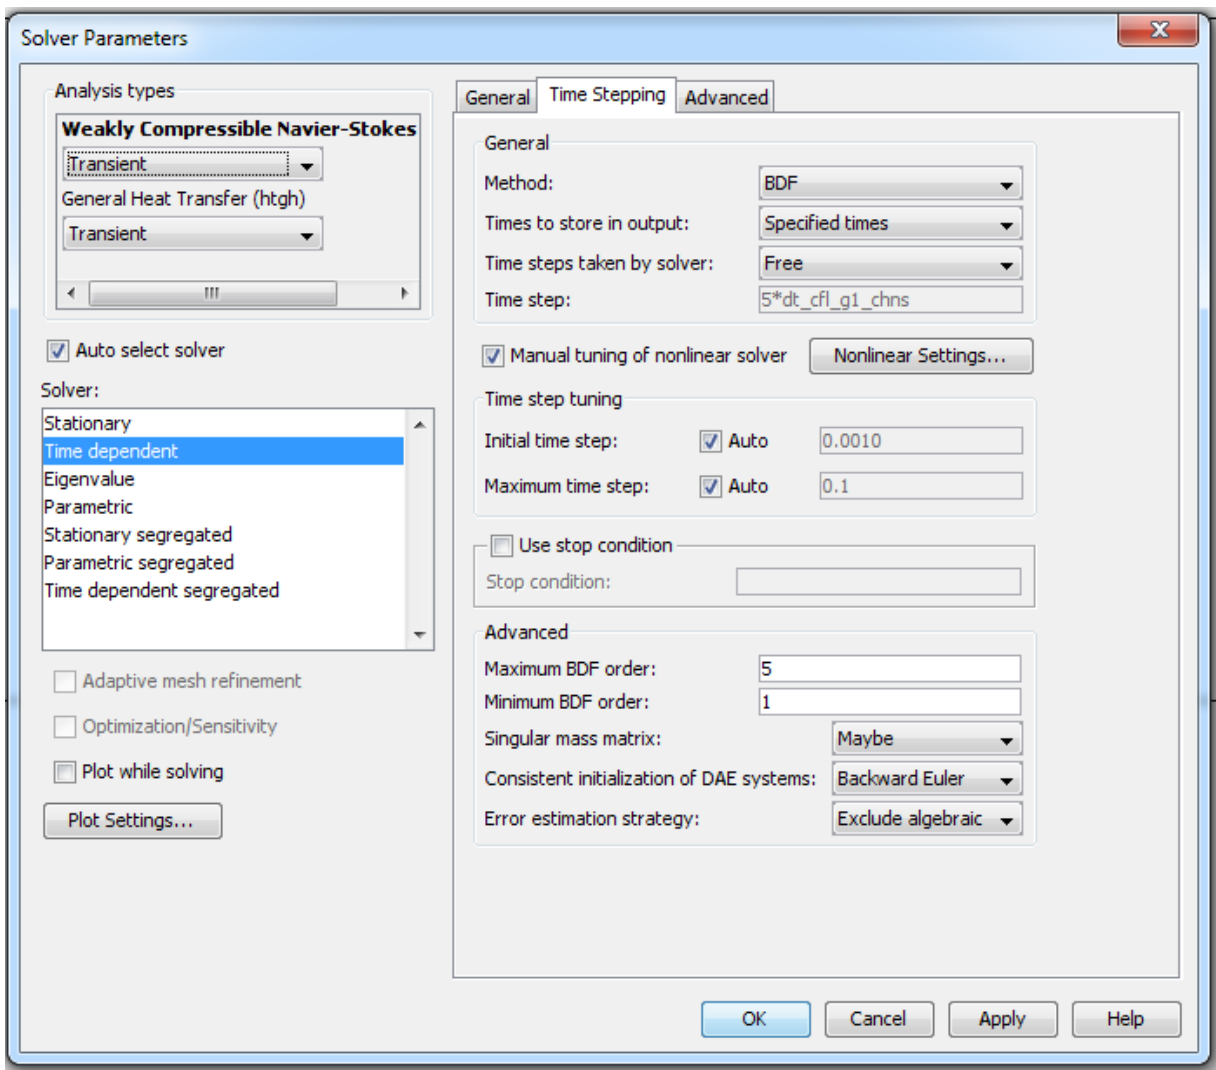 Solver Parameters
Analysis types
Weakly Compressible Navier-Stokes
Transient
General Heat Transfer (htgh)
Transient
Auto select solver
Solver:
Stationary
Time dependent
Eigenvalue
Parametric
Stationary segregated
Parametric segregated
Time dependent segregated
Adaptive mesh refinement
Optimization/Sensitivity
Plot while solving
Plot Settings...
General Time Stepping Advanced
General
Method: BDF
Times to store in output: Specified times
Time steps taken by solver: Free
Time step: 5*dt_cfl_g1_chns
Manual tuning of nonlinear solver Nonlinear Settings...
Time step tuning
Initial time step: Auto 0.0010
Maximum time step: Auto 0.1
Use stop condition
Stop condition:
Advanced
Maximum BDF order: 5
Minimum BDF order: 1
Singular mass matrix: Maybe
Consistent initialization of DAE systems: Backward Euler
Error estimation strategy: Exclude algebraic
OK Cancel Apply Help